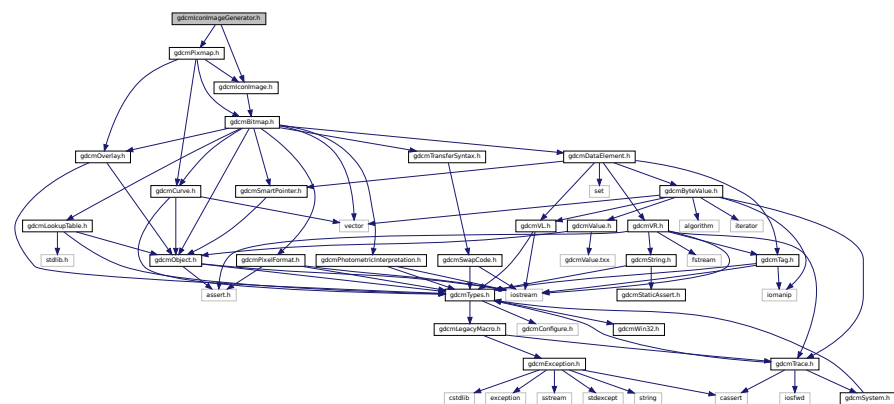 gdcmIconImageGenerator.h
gdcmPixmap.h
gdcmIconImage.h
gdcmBitmap.h
gdcmOverlay.h
gdcmTransferSyntax.h
gdcmDataElement.h
gdcmCurve.h
gdcmSmartPointer.h
set
gdcmByteValue.h
gdcmLookupTable.h
vector
gdcmVL.h
gdcmValue.h
gdcmVR.h
algorithm
iterator
stdlib.h
gdcmObject.h
gdcmPixelFormat.h
gdcmPhotometricInterpretation.h
gdcmSwapCode.h
gdcmValue.txx
gdcmString.h
fstream
gdcmTag.h
assert.h
gdcmTypes.h
iostream
gdcmStaticAssert.h
iomanip
gdcmLegacyMacro.h
gdcmConfigure.h
gdcmWin32.h
gdcmException.h
gdcmTrace.h
cstdlib
exception
sstream
stdexcept
string
cassert
iosfwd
gdcmSystem.h